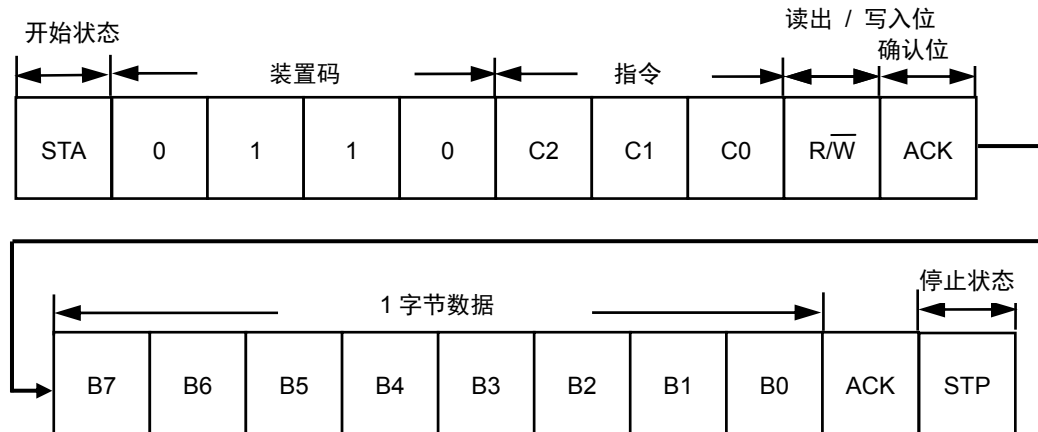 读出 / 写入位
开始状态
确认位
装置码
指令
STA 0 1 1 0 C2 C1 C0 R/W̅ ACK
停止状态
1 字节数据
B7 B6 B5 B4 B3 B2 B1 B0 ACK STP